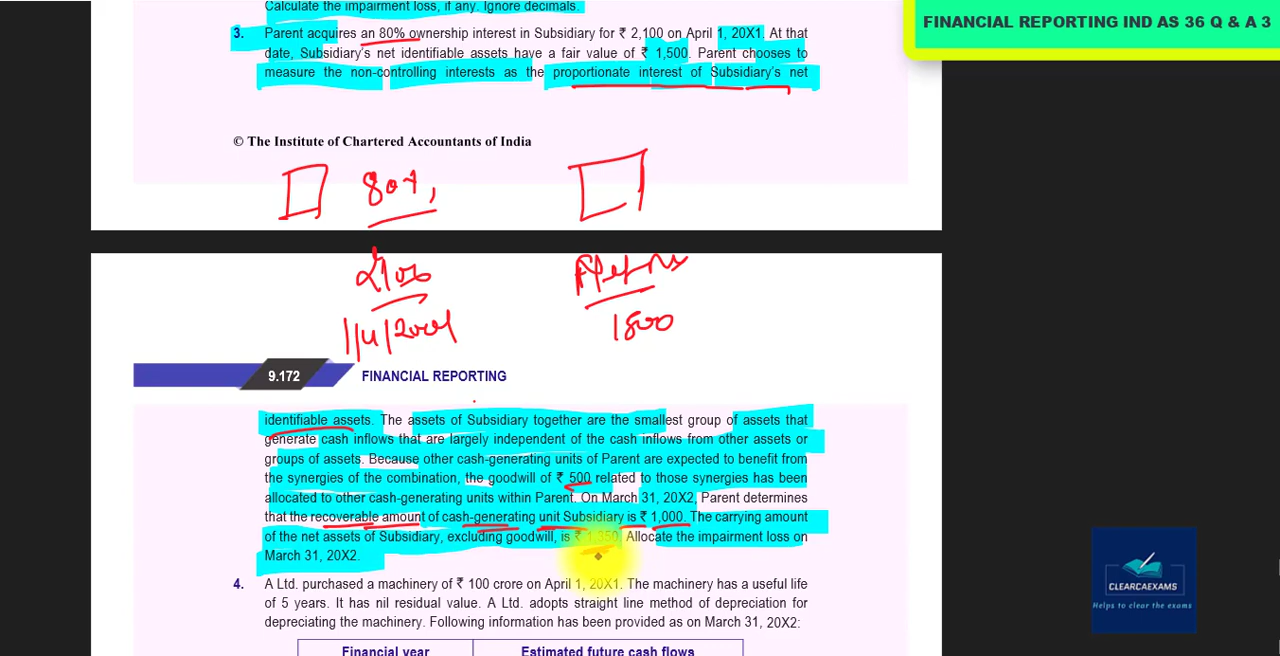 Calculate the impairment loss, if any. Ignore decimals.
FINANCIAL REPORTING IND AS 36 Q & A 3
3. Parent acquires an 80% ownership interest in Subsidiary for ₹ 2,100 on April 1, 20X1. At that
date, Subsidiary's net identifiable assets have a fair value of ₹ 1,500. Parent chooses to
measure the non-controlling interests as the proportionate interest of Subsidiary's net
© The Institute of Chartered Accountants of India
80%
2100
1800
9.172 FINANCIAL REPORTING
identifiable assets. The assets of Subsidiary together are the smallest group of assets that
generate cash inflows that are largely independent of the cash inflows from other assets or
groups of assets. Because other cash-generating units of Parent are expected to benefit from
the synergies of the combination, the goodwill of ₹ 500 related to those synergies has been
allocated to other cash-generating units within Parent. On March 31, 20X2, Parent determines
that the recoverable amount of cash-generating unit Subsidiary is ₹ 1,000. The carrying amount
of the net assets of Subsidiary, excluding goodwill, is ₹ 1,350. Allocate the impairment loss on
March 31, 20X2.
4. A Ltd. purchased a machinery of ₹ 100 crore on April 1, 20X1. The machinery has a useful life
of 5 years. It has nil residual value. A Ltd. adopts straight line method of depreciation for
depreciating the machinery. Following information has been provided as on March 31, 20X2:
Financial year Estimated future cash flows
CLEARCAEXAMS
Helps to clear the exams